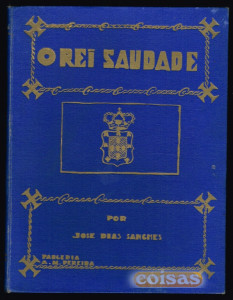 O REI SAUDADE
POR
JOSÉ DIAS SANCHES
PARCERIA
A. M. PEREIRA
coisas